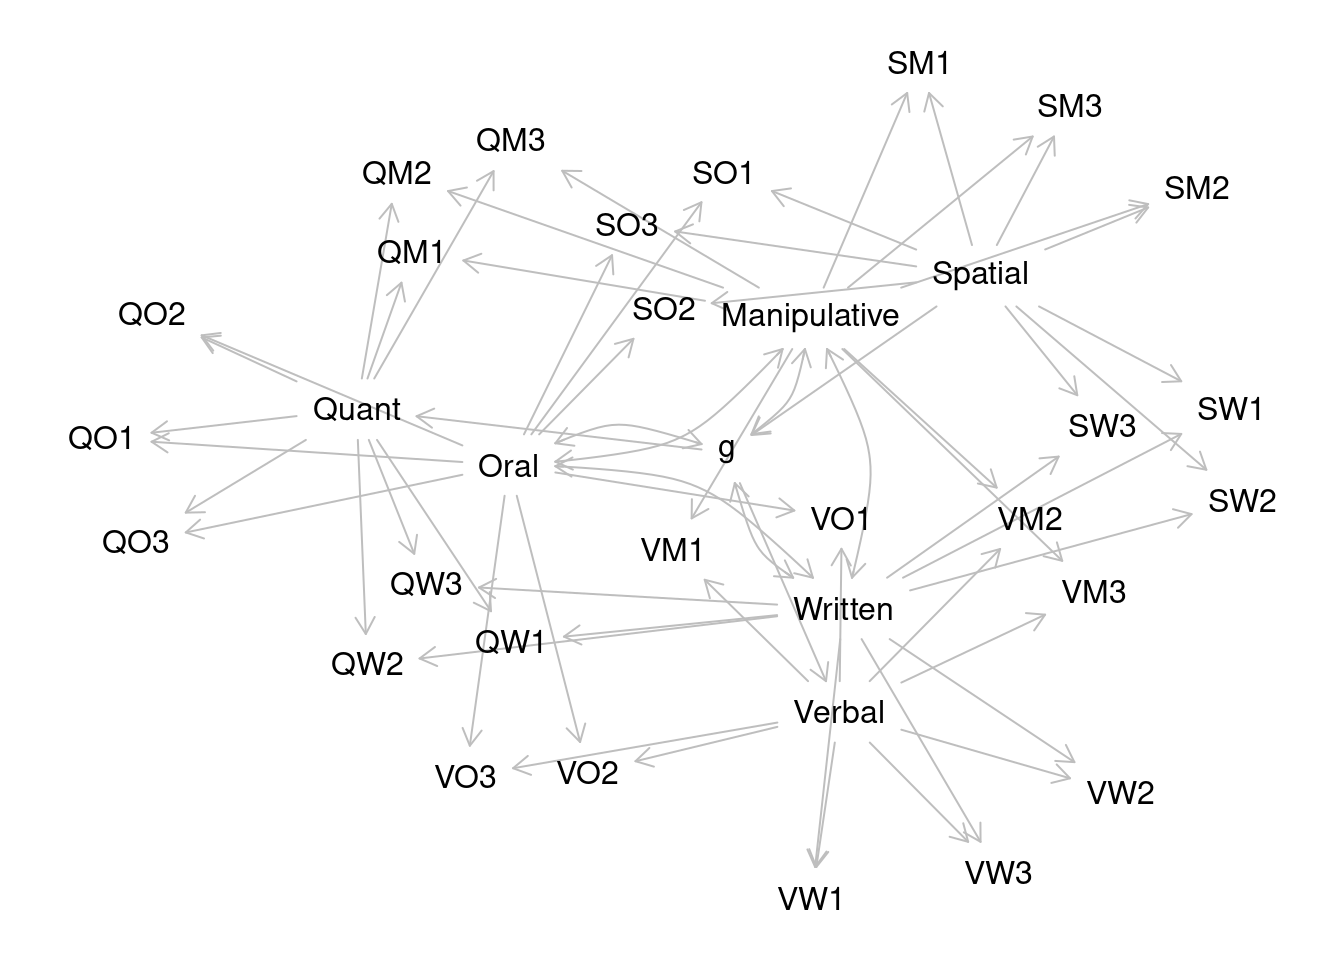 SM1
SM3
QM3
QM2
SO1
SM2
SO3
QM1
Spatial
QO2
SO2
Manipulative
Quant
SW1
QO1
SW3
g
Oral
SW2
VO1
VM2
QO3
VM1
QW3
VM3
Written
QW1
QW2
Verbal
VO3
VO2
VW2
VW3
VW1